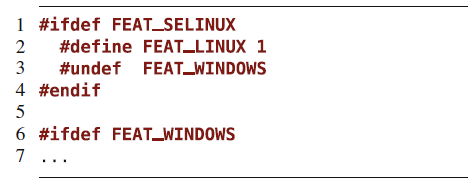 1 #ifdef FEAT_SELINUX
2   #define FEAT_LINUX 1
3   #undef  FEAT_WINDOWS
4 #endif
5
6 #ifdef FEAT_WINDOWS
7 ...